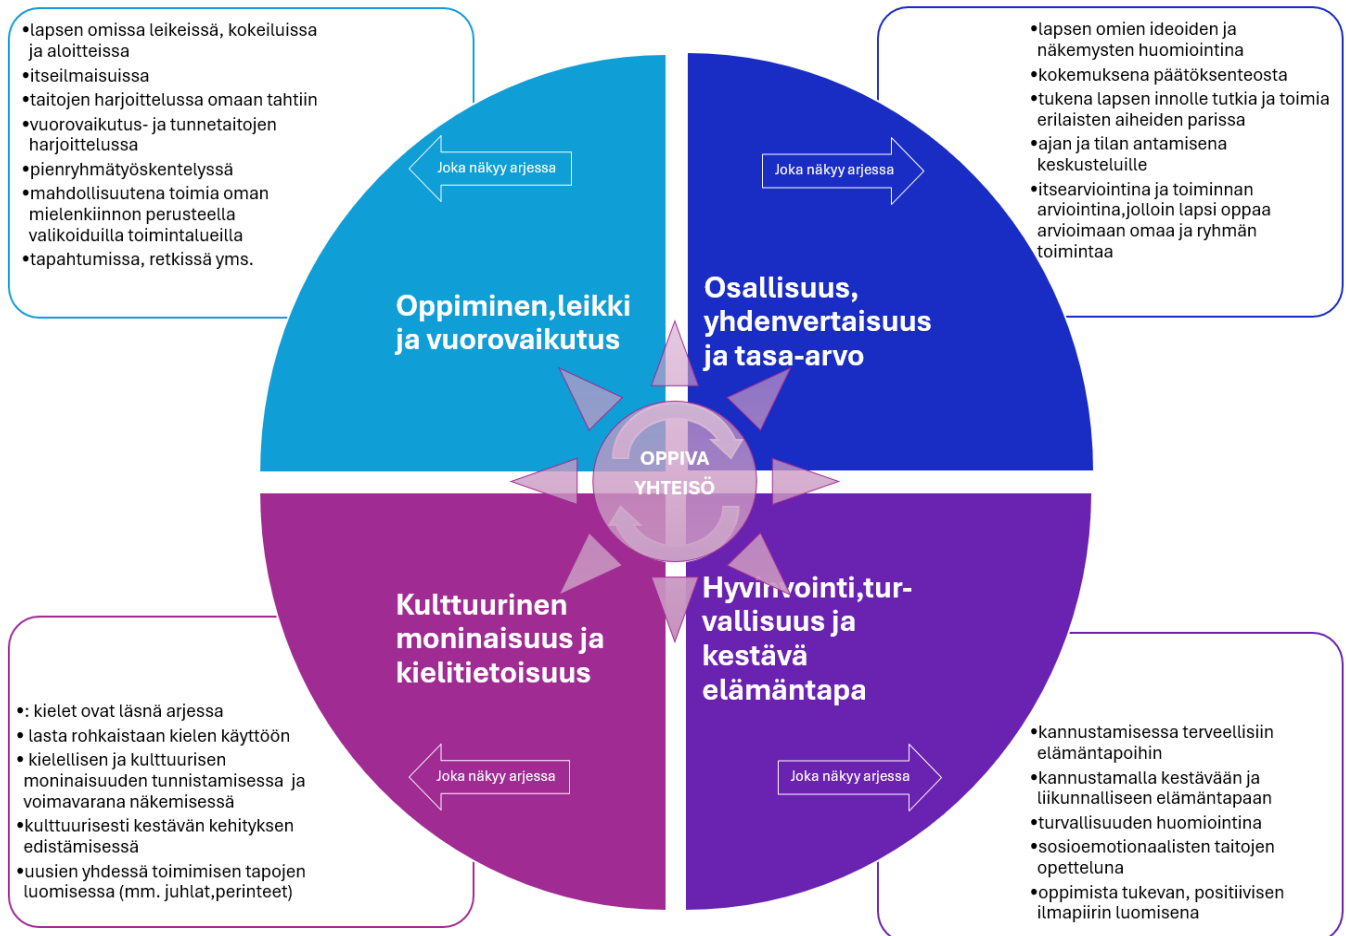 •lapsen omissa leikeissä, kokeiluissa
ja aloitteissa
•itseilmaisuissa
•taitojen harjoittelussa omaan tahtiin
•vuorovaikutus- ja tunnetaitojen
harjoittelussa
•pienryhmätyöskentelyssä
•mahdollisuutena toimia oman
mielenkiinnon perusteella
valikoiduilla toimintalueilla
•tapahtumissa, retkissä yms.
Joka näkyy arjessa
Oppiminen,leikki
ja vuorovaikutus
•lapsen omien ideoiden ja
näkemysten huomiointina
•kokemuksena päätöksenteosta
•tukena lapsen innolle tutkia ja toimia
erilaisten aiheiden parissa
•ajan ja tilan antamisena
keskusteluille
•itsearviointina ja toiminnan
arviointina,jolloin lapsi oppaa
arvioimaan omaa ja ryhmän
toimintaa
Joka näkyy arjessa
Osallisuus,
yhdenvertaisuus
ja tasa-arvo
OPPIVA
YHTEISÖ
Kulttuurinen
moninaisuus ja
kielitietoisuus
Joka näkyy arjessa
•: kielet ovat läsnä arjessa
• lasta rohkaistaan kielen käyttöön
• kielellisen ja kulttuurisen
moninaisuuden tunnistamisessa ja
voimavarana näkemisessä
•kulttuurisesti kestävän kehityksen
edistämisessä
•uusien yhdessä toimimisen tapojen
luomisessa (mm. juhlat,perinteet)
Hyvinvointi,tur-
vallisuus ja
kestävä
elämäntapa
Joka näkyy arjessa
•kannustamisessa terveellisiin
elämäntapoihin
•kannustamalla kestävään ja
liikunnalliseen elämäntapaan
•turvallisuuden huomiointina
•sosioemotionaalisten taitojen
opetteluna
•oppimista tukevan, positiivisen
ilmapiirin luomisena